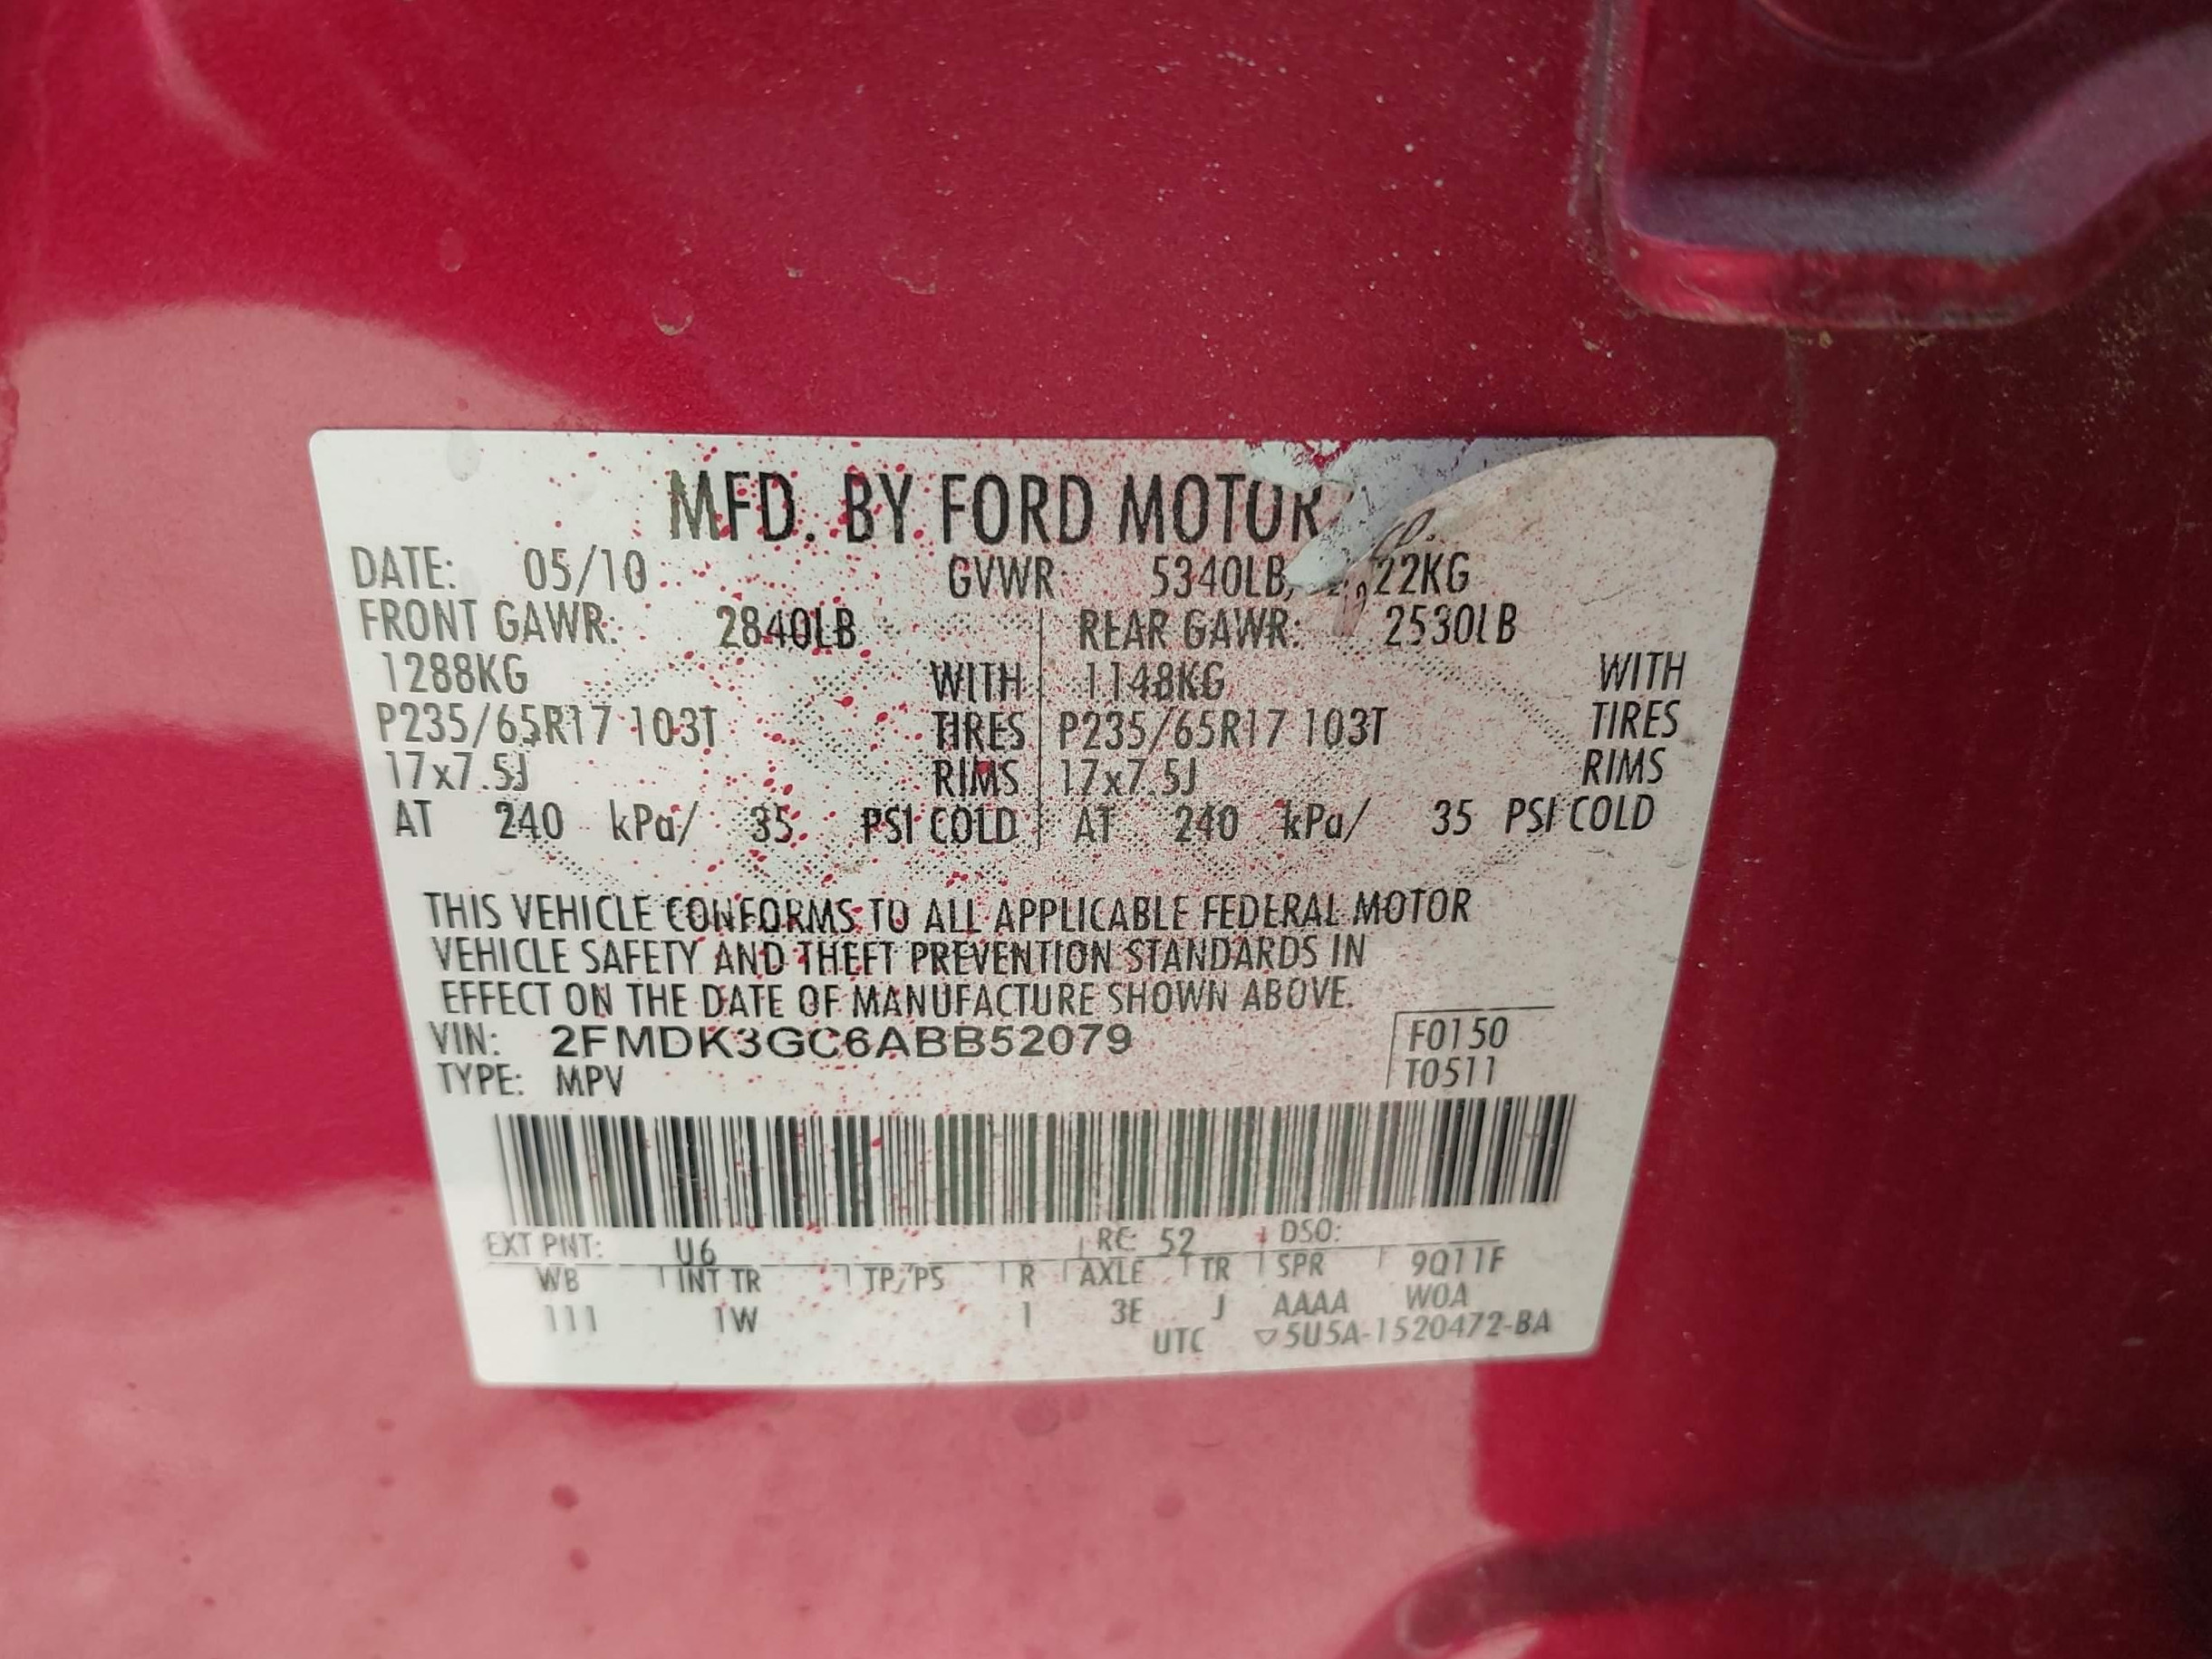 MFD. BY FORD MOTOR CO.
DATE: 05/10 GVWR: 5340LB, 22KG
FRONT GAWR: 2840LB REAR GAWR: 2530LB
1288KG WITH 1148KG WITH
P235/65R17 103T TIRES P235/65R17 103T TIRES
17x7.5J RIMS 17x7.5J RIMS
AT 240 kPa/ 35 PSI COLD AT 240 kPa/ 35 PSI COLD
THIS VEHICLE CONFORMS TO ALL APPLICABLE FEDERAL MOTOR
VEHICLE SAFETY AND THEFT PREVENTION STANDARDS IN
EFFECT ON THE DATE OF MANUFACTURE SHOWN ABOVE.
VIN: 2FMDK3GC6ABB52079 F0150
TYPE: MPV T0511
EXT PNT: U6 RC: 52 DSO:
WB INT TR TP/PS R AXLE TR SPR 9Q11F
111 1W 1 3E J AAAA WOA
UTC ▽5U5A-1520472-BA